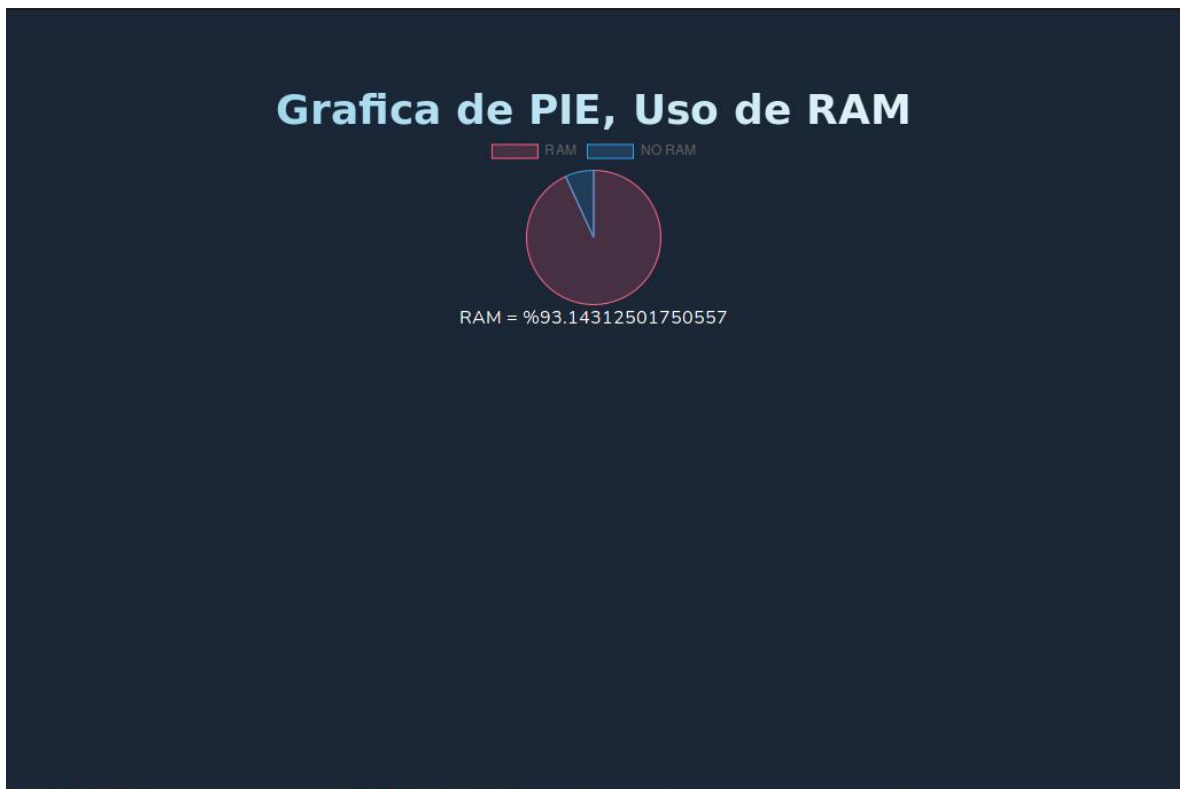 Grafica de PIE, Uso de RAM
RAM NO RAM
RAM = %93.14312501750557